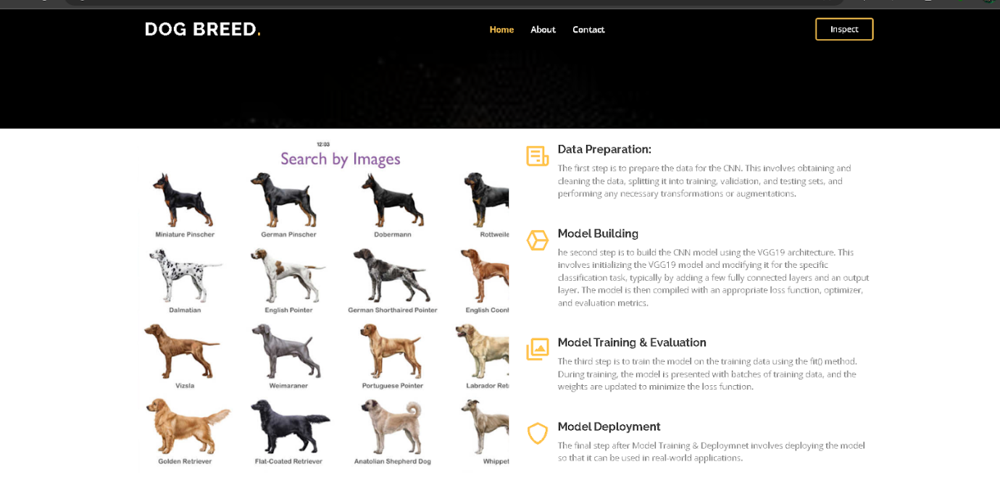 DOG BREED.
Home About Contact
Inspect
12:03
Search by Images
Miniature Pinscher German Pinscher Dobermann Rottweile
Dalmatian English Pointer German Shorthaired Pointer English Coonh
Vizsla Weimaraner Portuguese Pointer Labrador Ret
Golden Retriever Flat-Coated Retriever Anatolian Shepherd Dog Whippet
Data Preparation:
The first step is to prepare the data for the CNN. This involves obtaining and
cleaning the data, splitting it into training, validation, and testing sets, and
performing any necessary transformations or augmentations.
Model Building
he second step is to build the CNN model using the VGG19 architecture. This
involves initializing the VGG19 model and modifying it for the specific
classification task, typically by adding a few fully connected layers and an output
layer. The model is then compiled with an appropriate loss function, optimizer,
and evaluation metrics.
Model Training & Evaluation
The third step is to train the model on the training data using the fit() method.
During training, the model is presented with batches of training data, and the
weights are updated to minimize the loss function.
Model Deployment
The final step after Model Training & Deploymnet involves deploying the model
so that it can be used in real-world applications.